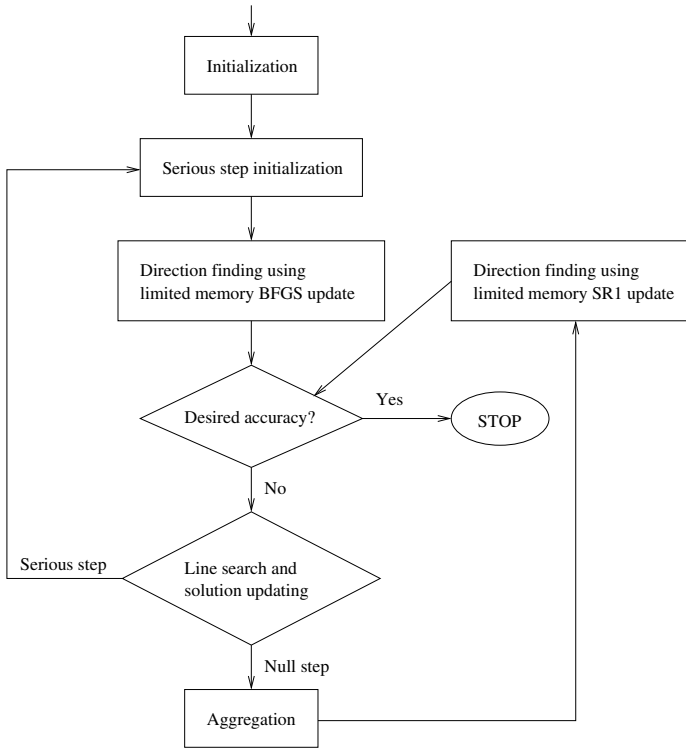 Initialization
Serious step initialization
Direction finding using
limited memory BFGS update
Direction finding using
limited memory SR1 update
Desired accuracy?
Yes
STOP
No
Serious step
Line search and
solution updating
Null step
Aggregation